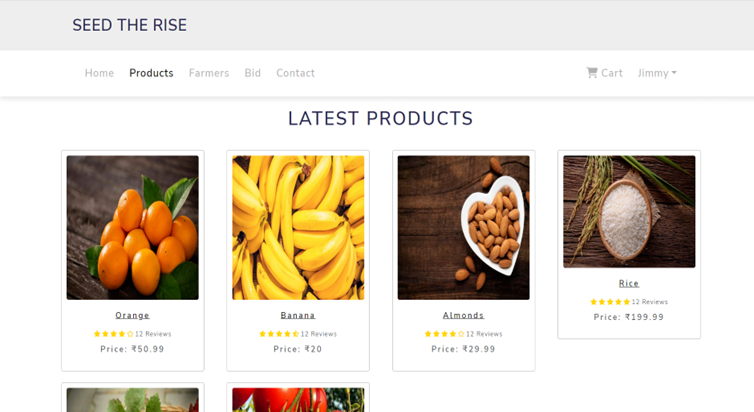 SEED THE RISE
Home Products Farmers Bid Contact Cart Jimmy
LATEST PRODUCTS
Orange
12 Reviews
Price: ₹50.99
Banana
12 Reviews
Price: ₹20
Almonds
12 Reviews
Price: ₹29.99
Rice
12 Reviews
Price: ₹199.99